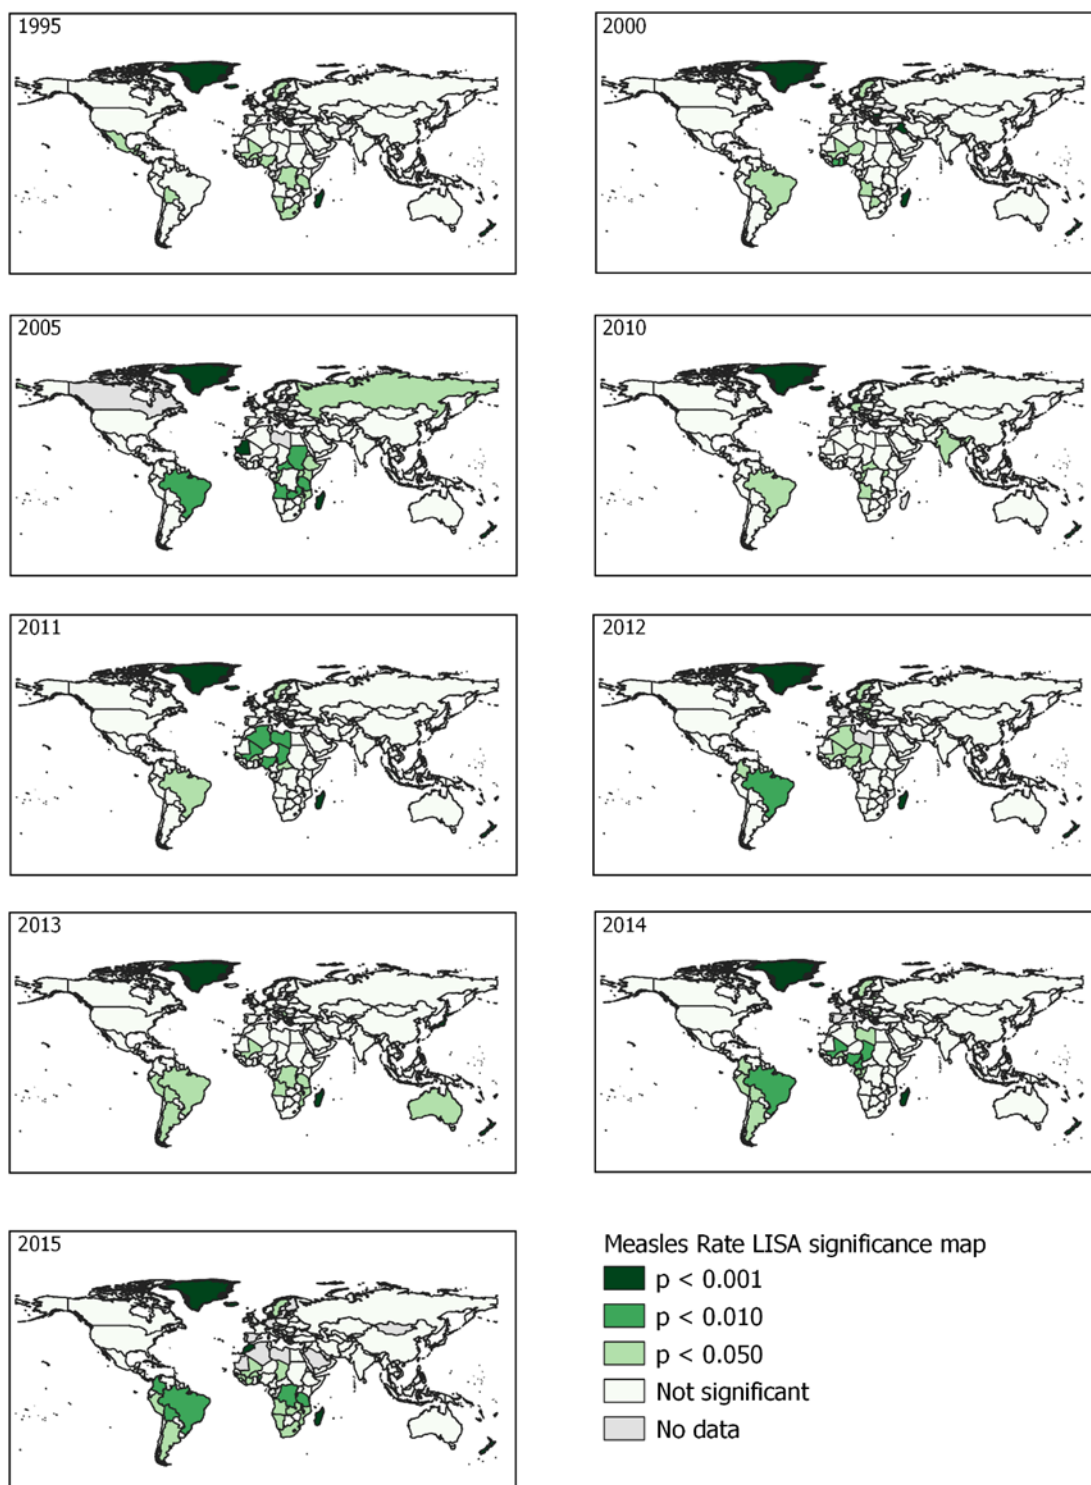 1995
2000
2005
2010
2011
2012
2013
2014
2015
Measles Rate LISA significance map
p < 0.001
p < 0.010
p < 0.050
Not significant
No data